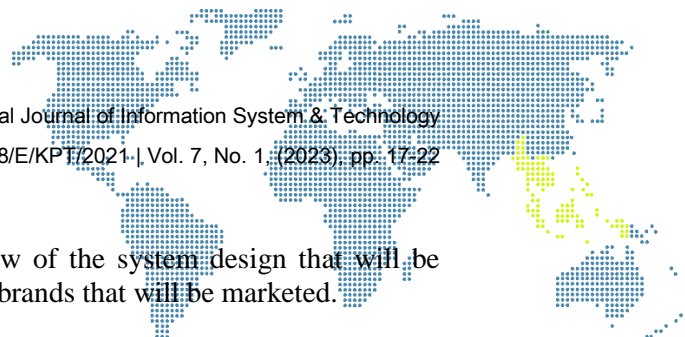 al Journal of Information System & Technology
8/E/KPT/2021 | Vol. 7, No. 1, (2023), pp. 17-22
w of the system design that will be
brands that will be marketed.